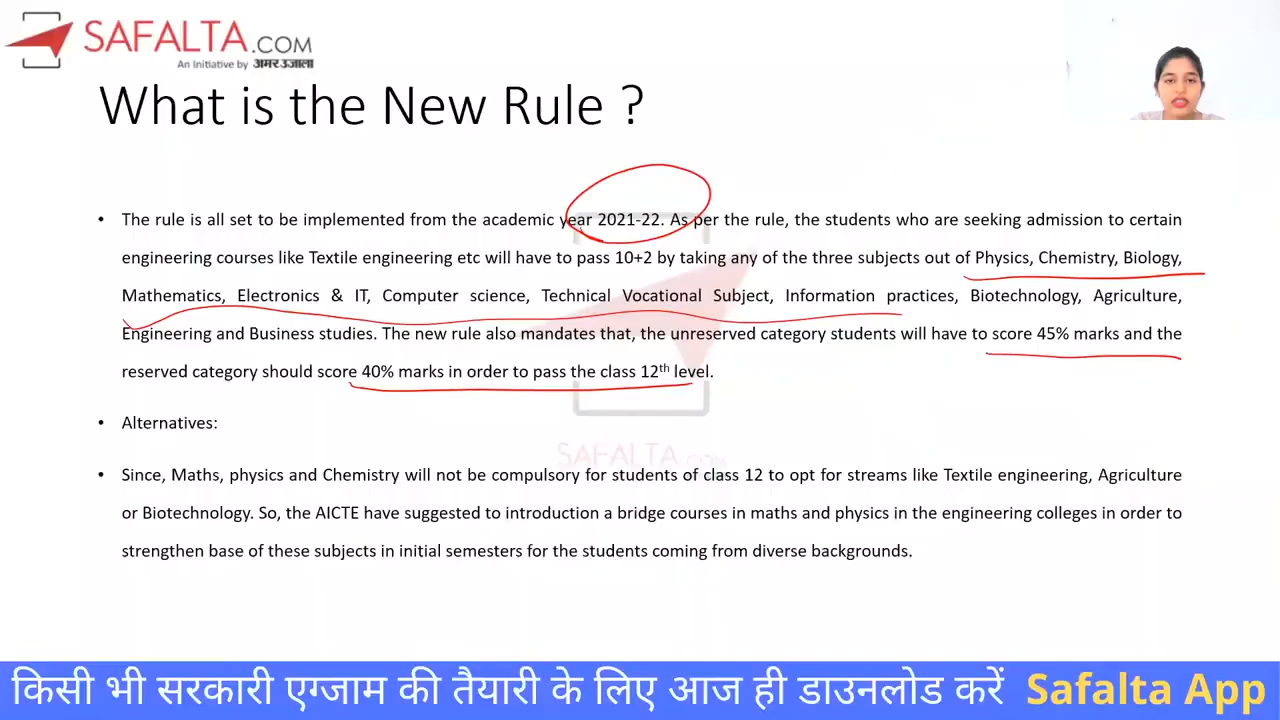 SAFALTA.COM
An Initiative by अमर उजाला
What is the New Rule ?
• The rule is all set to be implemented from the academic year 2021-22. As per the rule, the students who are seeking admission to certain
engineering courses like Textile engineering etc will have to pass 10+2 by taking any of the three subjects out of Physics, Chemistry, Biology,
Mathematics, Electronics & IT, Computer science, Technical Vocational Subject, Information practices, Biotechnology, Agriculture,
Engineering and Business studies. The new rule also mandates that, the unreserved category students will have to score 45% marks and the
reserved category should score 40% marks in order to pass the class 12th level.
• Alternatives:
SAFALTA.COM
• Since, Maths, physics and Chemistry will not be compulsory for students of class 12 to opt for streams like Textile engineering, Agriculture
or Biotechnology. So, the AICTE have suggested to introduction a bridge courses in maths and physics in the engineering colleges in order to
strengthen base of these subjects in initial semesters for the students coming from diverse backgrounds.
किसी भी सरकारी एग्जाम की तैयारी के लिए आज ही डाउनलोड करें Safalta App